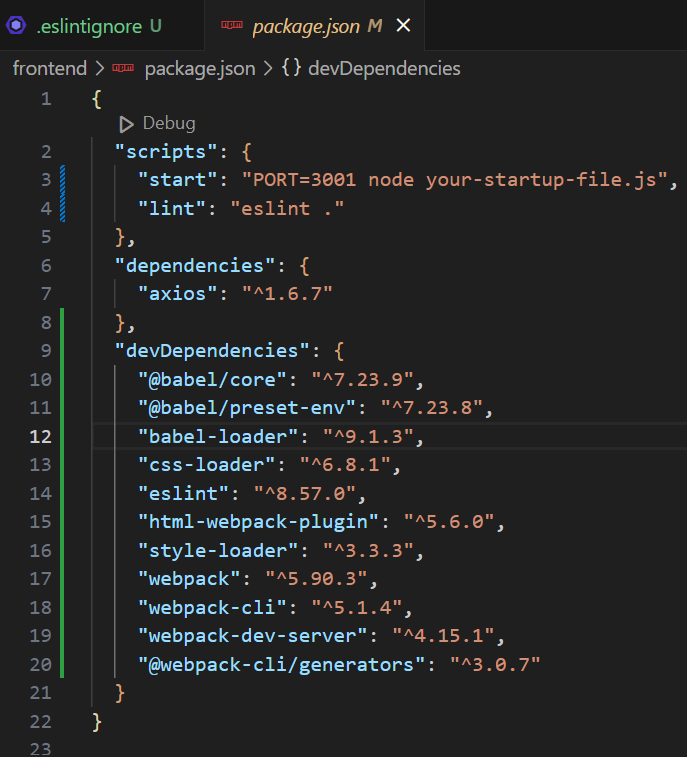 .eslintignore U package.json M
frontend > package.json > {} devDependencies
1 {
Debug
2 "scripts": {
3 "start": "PORT=3001 node your-startup-file.js",
4 "lint": "eslint ."
5 },
6 "dependencies": {
7 "axios": "^1.6.7"
8 },
9 "devDependencies": {
10 "@babel/core": "^7.23.9",
11 "@babel/preset-env": "^7.23.8",
12 "babel-loader": "^9.1.3",
13 "css-loader": "^6.8.1",
14 "eslint": "^8.57.0",
15 "html-webpack-plugin": "^5.6.0",
16 "style-loader": "^3.3.3",
17 "webpack": "^5.90.3",
18 "webpack-cli": "^5.1.4",
19 "webpack-dev-server": "^4.15.1",
20 "@webpack-cli/generators": "^3.0.7"
21 }
22 }
23